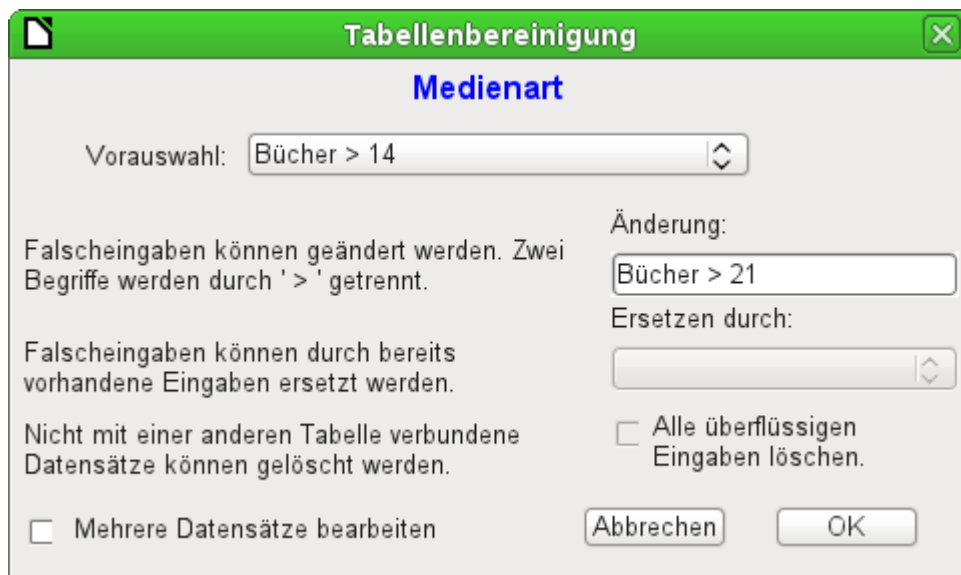 Tabellenbereinigung
Medienart
Vorauswahl:
Bücher > 14
Falscheingaben können geändert werden. Zwei
Begriffe werden durch ' > ' getrennt.
Änderung:
Bücher > 21
Ersetzen durch:
Falscheingaben können durch bereits
vorhandene Eingaben ersetzt werden.
Nicht mit einer anderen Tabelle verbundene
Datensätze können gelöscht werden.
Alle überflüssigen
Eingaben löschen.
Mehrere Datensätze bearbeiten
Abbrechen
OK